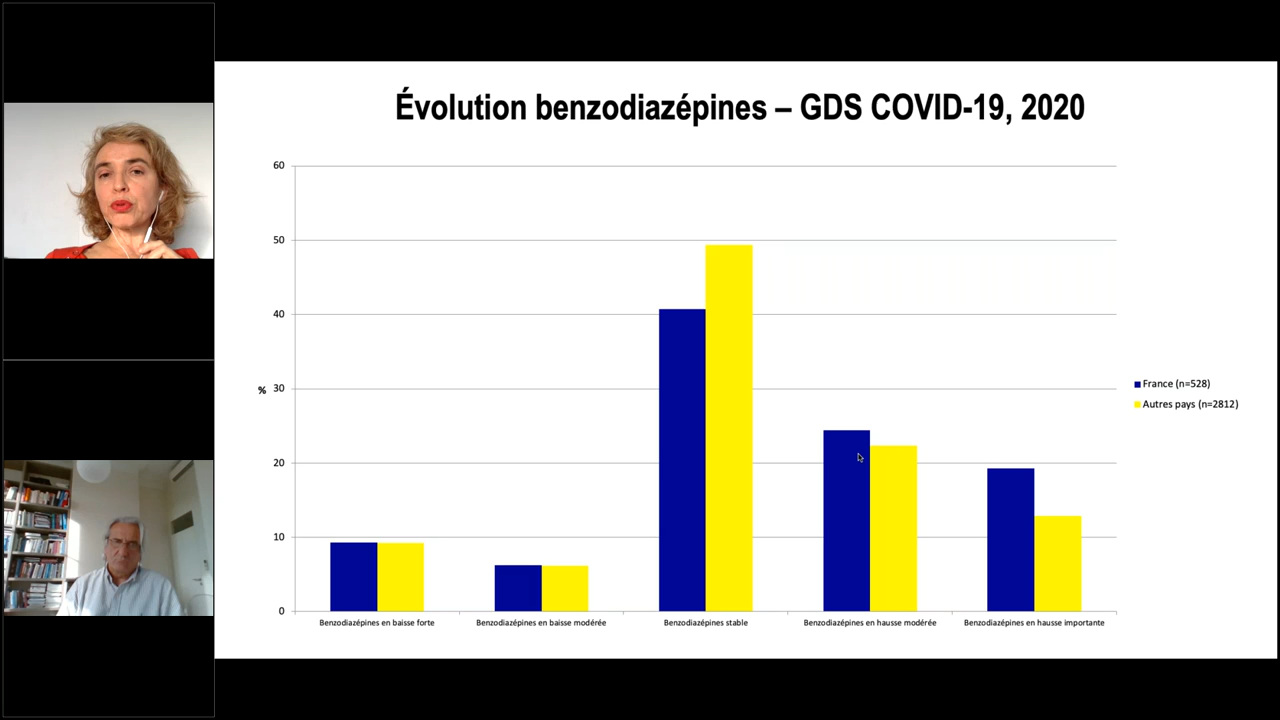 Évolution benzodiazépines – GDS COVID-19, 2020
60
50
40
% 30
20
10
0
Benzodiazépines en baisse forte
Benzodiazépines en baisse modérée
Benzodiazépines stable
Benzodiazépines en hausse modérée
Benzodiazépines en hausse importante
France (n=528)
Autres pays (n=2812)